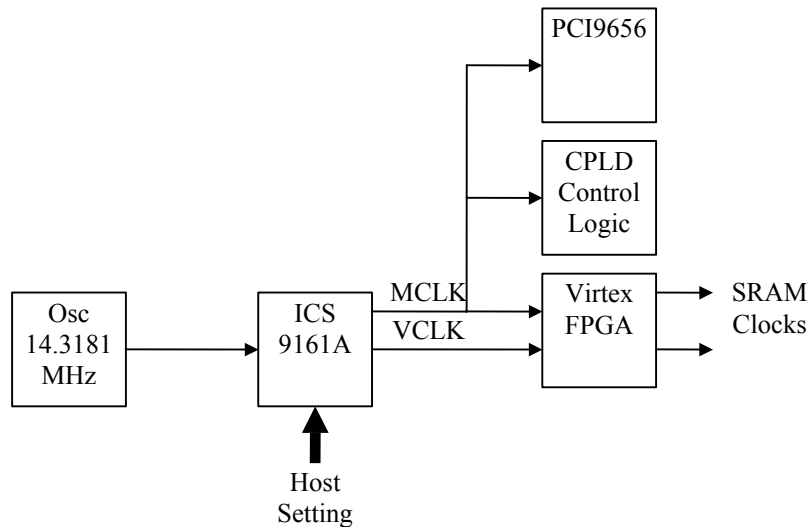 PCI9656
CPLD
Control
Logic
MCLK
VCLK
Osc
14.3181
MHz
ICS
9161A
Virtex
FPGA
SRAM
Clocks
Host
Setting